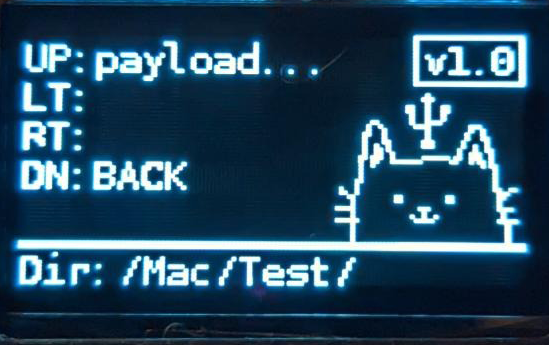 UP: payload...
v1.0
LT:
RT:
DN: BACK
Dir: /Mac/Test/